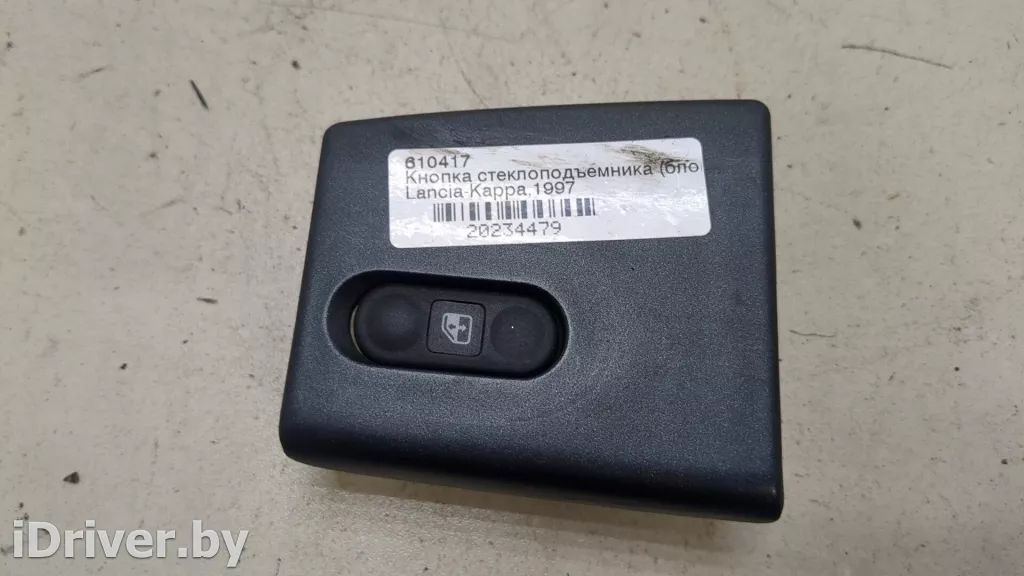 610417
Кнопка стеклоподъемника (бло
Lancia Kappa 1997
20234479
iDriver.by